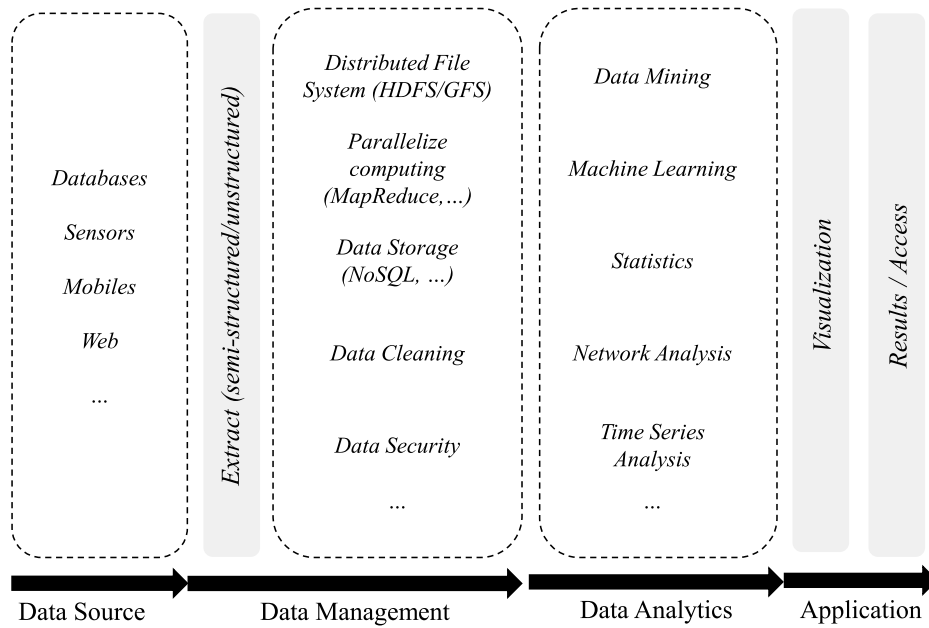 Databases
Sensors
Mobiles
Web
...
Extract (semi-structured/unstructured)
Distributed File
System (HDFS/GFS)
Parallelize
computing
(MapReduce,...)
Data Storage
(NoSQL, ...)
Data Cleaning
Data Security
...
Data Mining
Machine Learning
Statistics
Network Analysis
Time Series
Analysis
...
Visualization
Results / Access
Data Source
Data Management
Data Analytics
Application